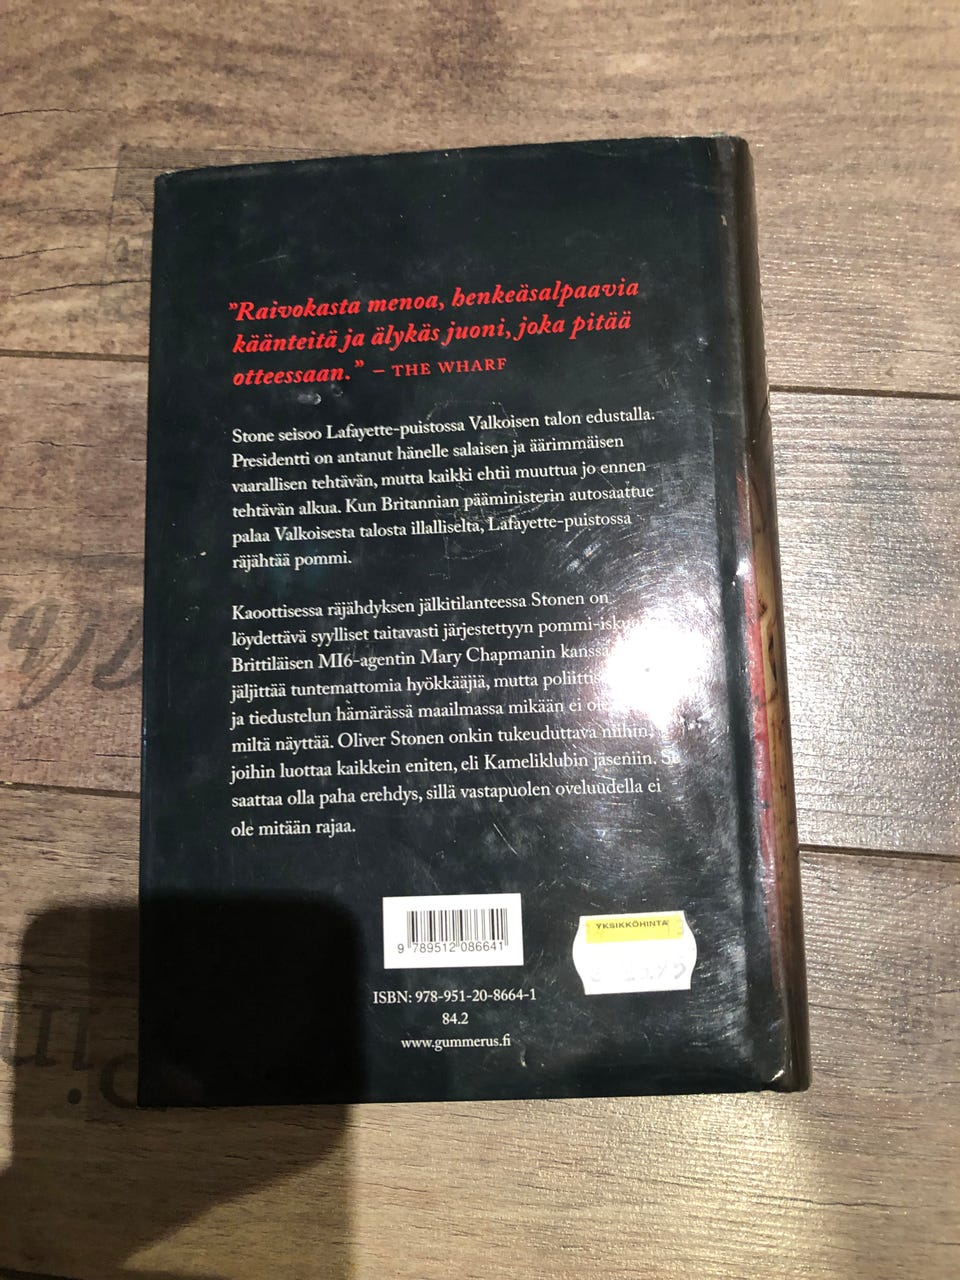 ”Raivokasta menoa, henkeäsalpaavia
käänteitä ja älykäs juoni, joka pitää
otteessaan.” – THE WHARF
Stone seisoo Lafayette-puistossa Valkoisen talon edustalla.
Presidentti on antanut hänelle salaisen ja äärimmäisen
vaarallisen tehtävän, mutta kaikki ehtii muuttua jo ennen
tehtävän alkua. Kun Britannian pääministerin autosaattue
palaa Valkoisesta talosta illalliselta, Lafayette-puistossa
räjähtää pommi.
Kaoottisessa räjähdyksen jälkitilanteessa Stonen on
löydettävä syylliset taitavasti järjestettyyn
Brittiläisen MI6-agentin Mary Chapmanin kanssa
jäljittää tuntemattomia hyökkääjiä, mutta
ja tiedustelun hämärässä maailmassa mikään ei ole
miltä näyttää. Oliver Stonen onkin tukeuduttava niihin,
joihin luottaa kaikkein eniten, eli Kameliklubin jäseniin.
saattaa olla paha erehdys, sillä vastapuolen oveluudella ei
ole mitään rajaa.
9 789512 086641
YKSIKKÖHINTA
ISBN: 978-951-20-8664-1
84.2
www.gummerus.fi